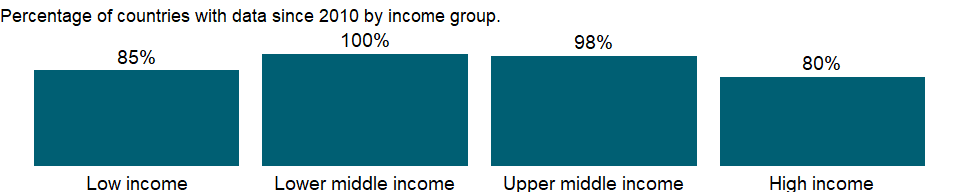 Percentage of countries with data since 2010 by income group.
85%
100%
98%
80%
Low income
Lower middle income
Upper middle income
High income